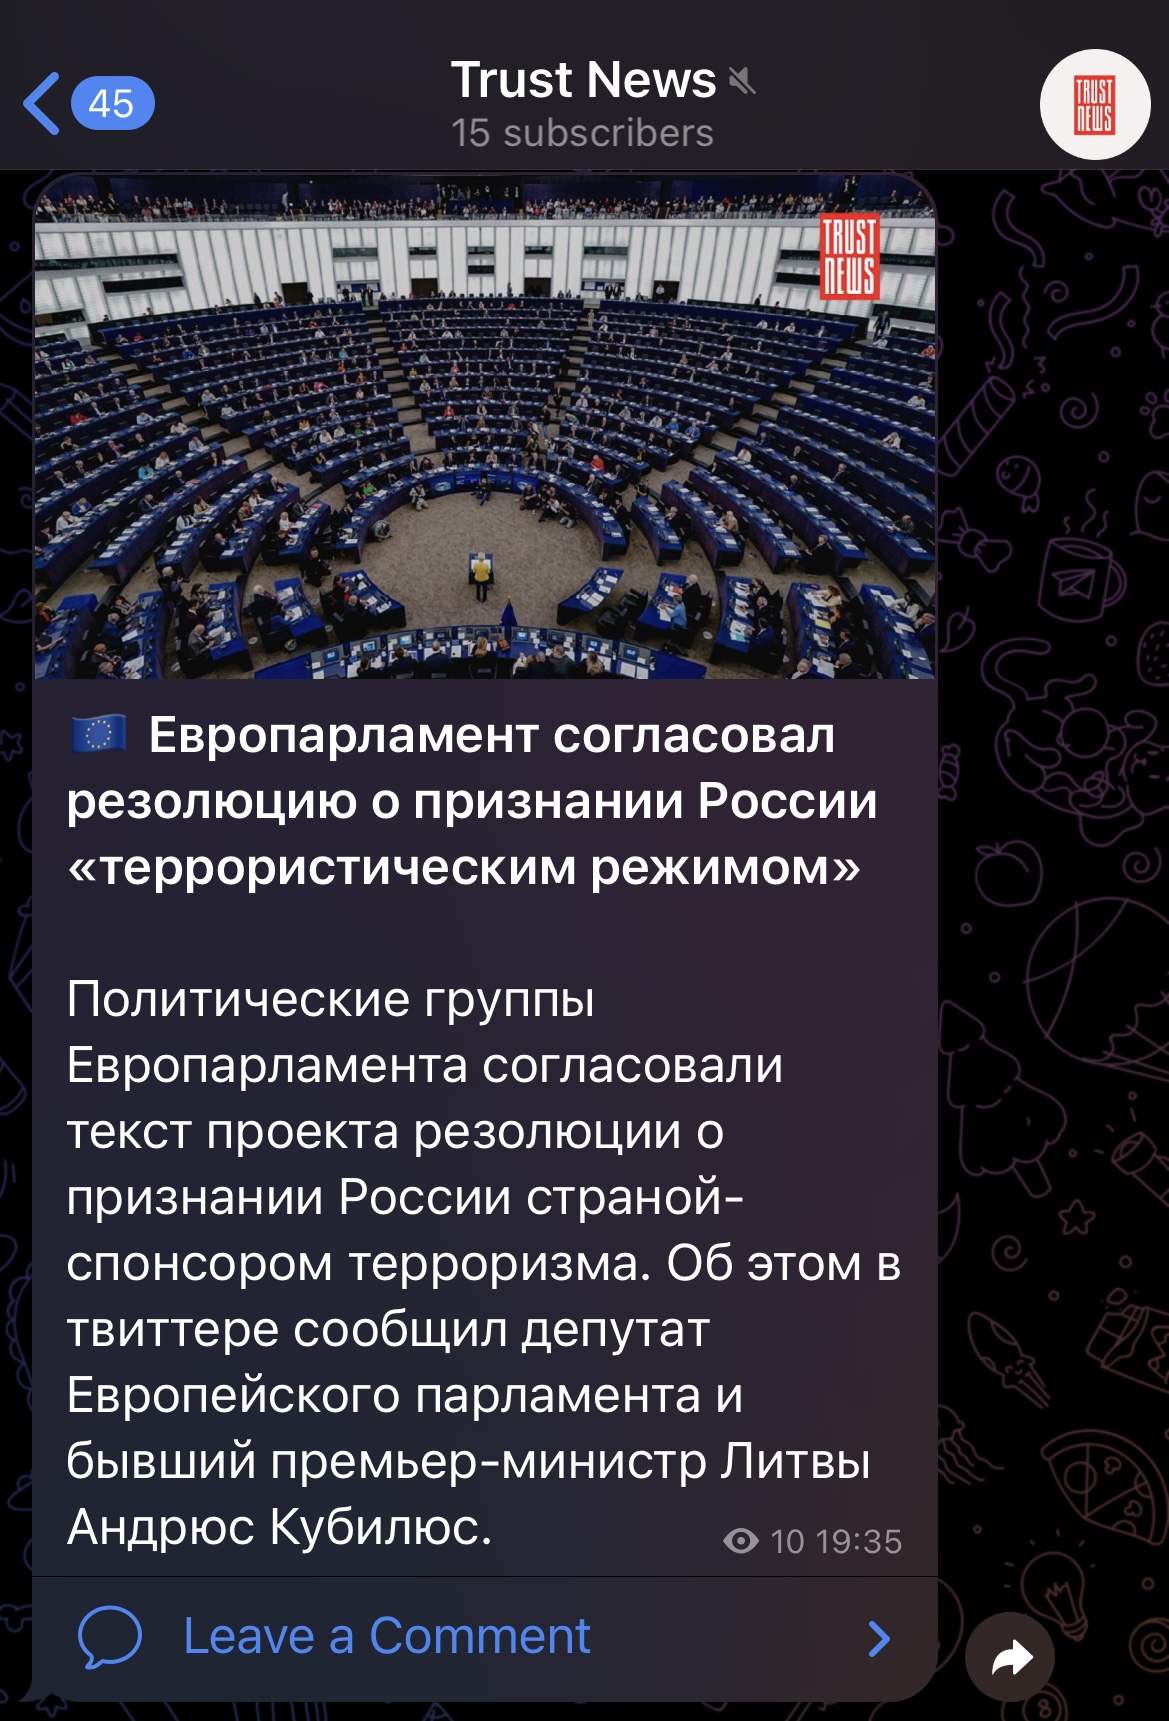 45
Trust News
15 subscribers
TRUST
NEWS
TRUST
NEWS
Европарламент согласовал
резолюцию о признании России
«террористическим режимом»
Политические группы
Европарламента согласовали
текст проекта резолюции о
признании России страной-
спонсором терроризма. Об этом в
твиттере сообщил депутат
Европейского парламента и
бывший премьер-министр Литвы
Андрюс Кубилюс.
10 19:35
Leave a Comment